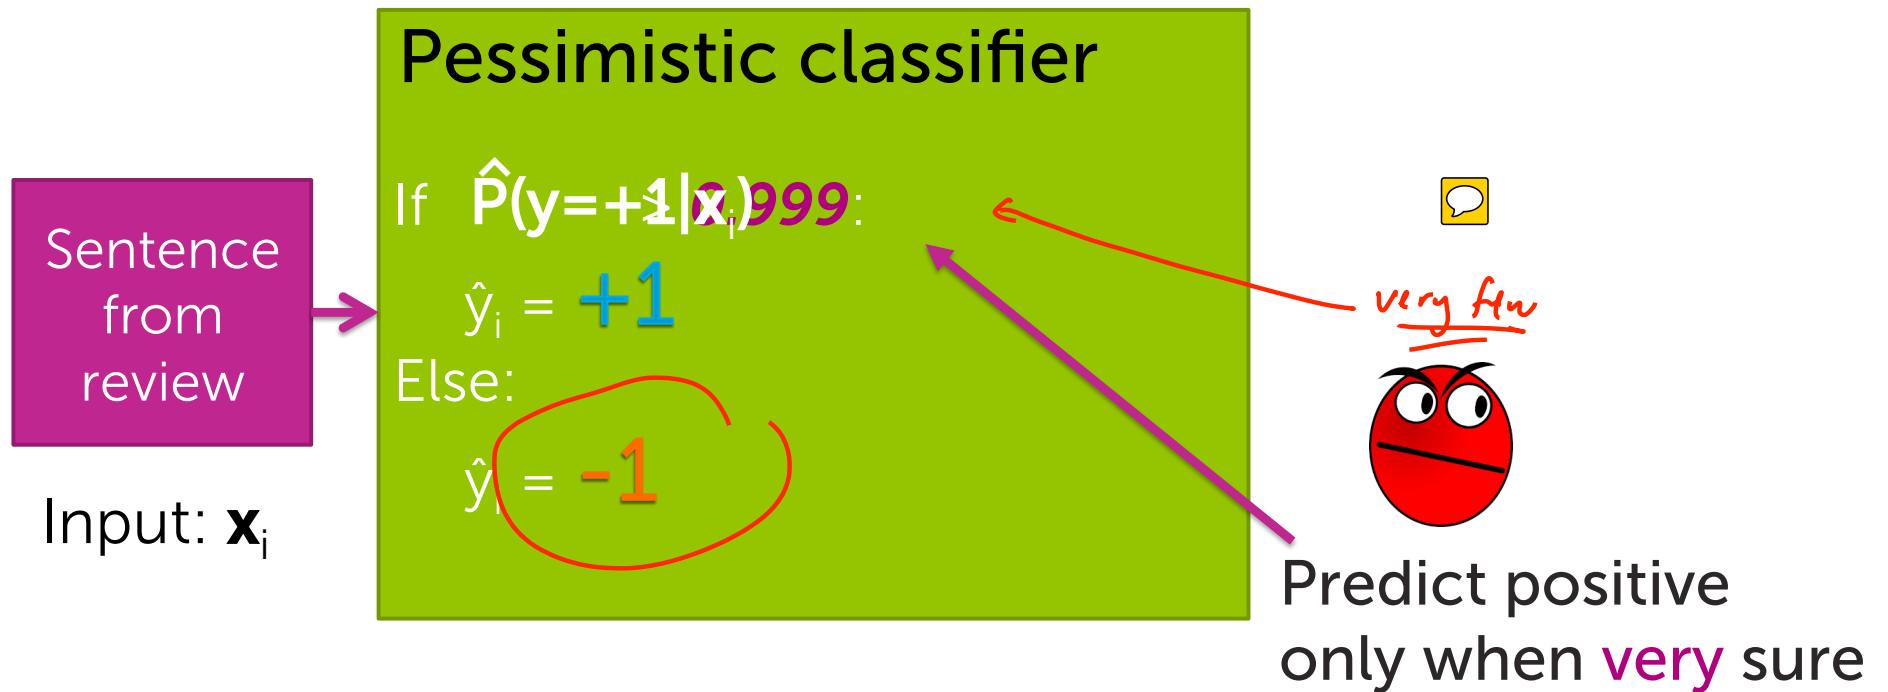 Pessimistic classifier
If P̂(y=+1|xᵢ) > 0.999:
ŷᵢ = +1
Else:
ŷᵢ = -1
Sentence
from
review
Input: xᵢ
very few
Predict positive
only when very sure